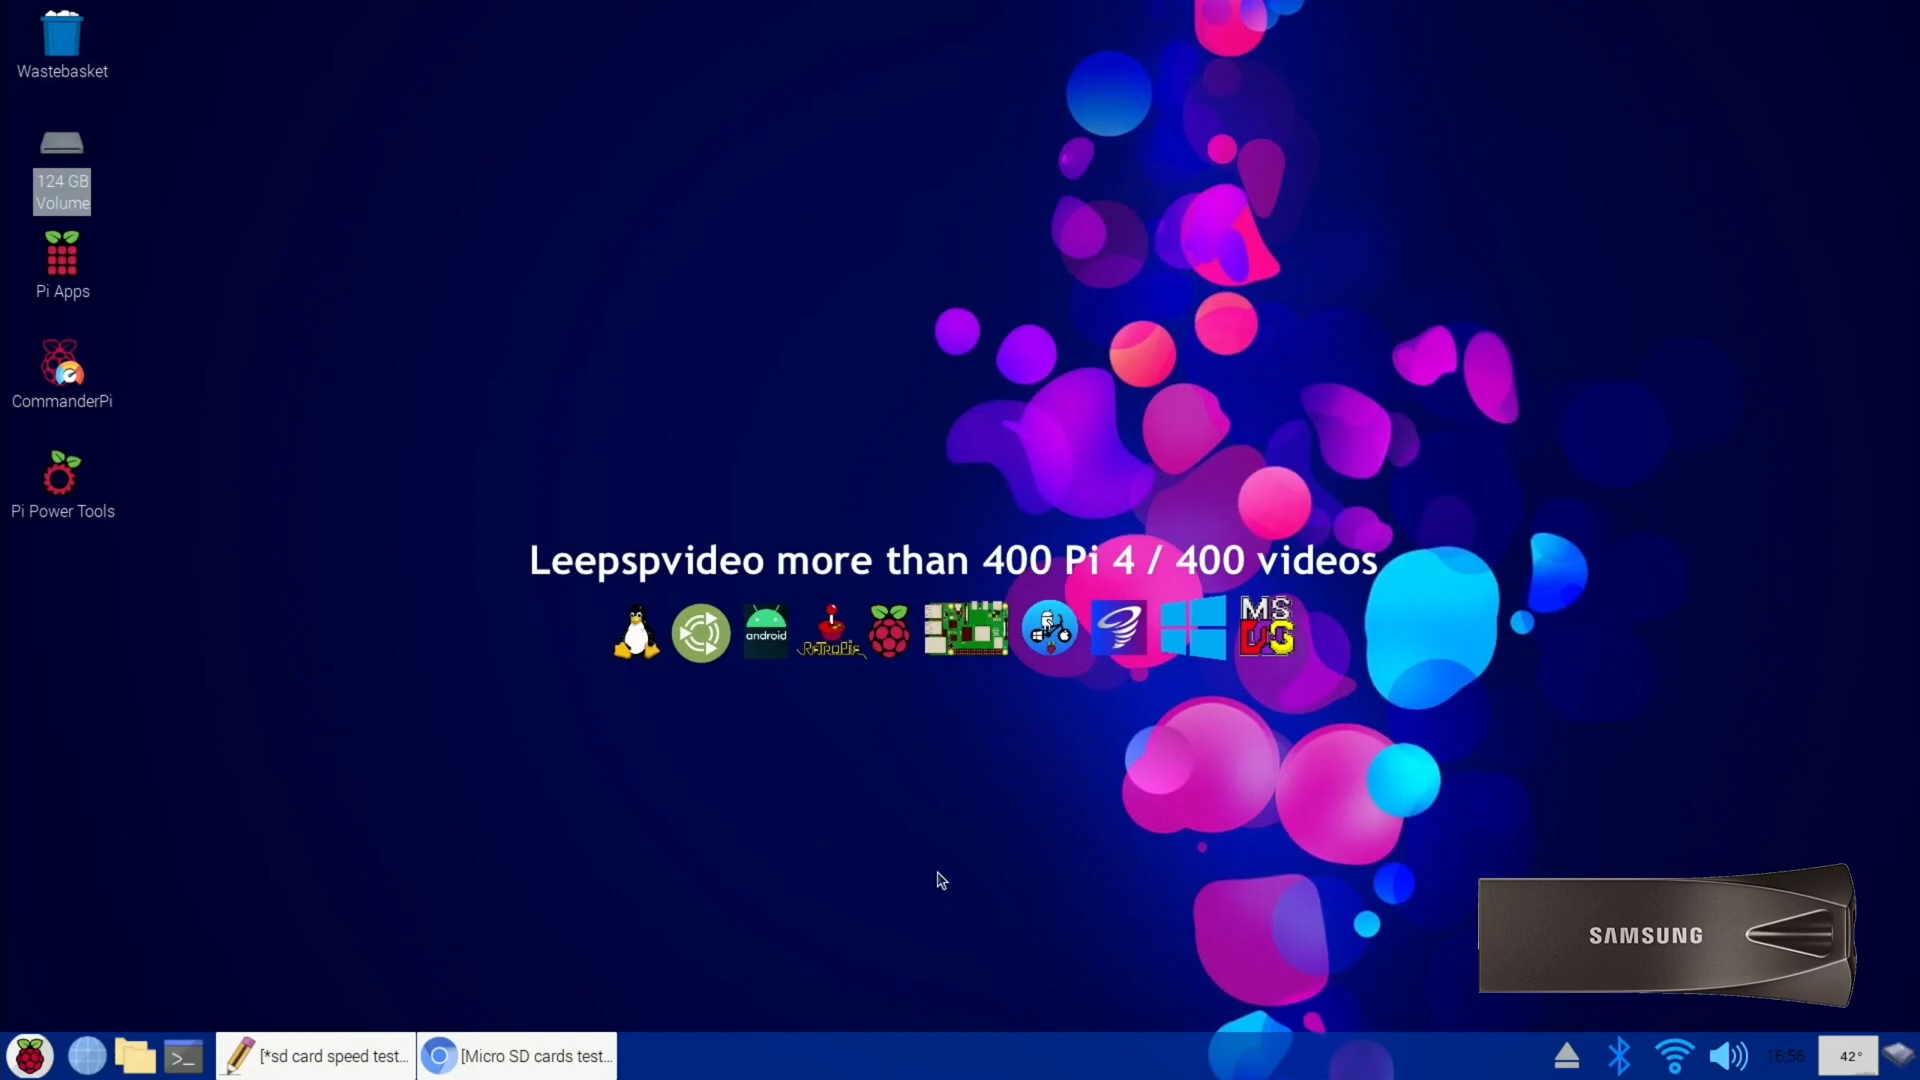 Wastebasket
124 GB
Volume
Pi Apps
CommanderPi
Pi Power Tools
Leepspvideo more than 400 Pi 4 / 400 videos
android
RETROPIE
MS
DOS
SAMSUNG
[*sd card speed test...
[Micro SD cards test...
16:56
42°